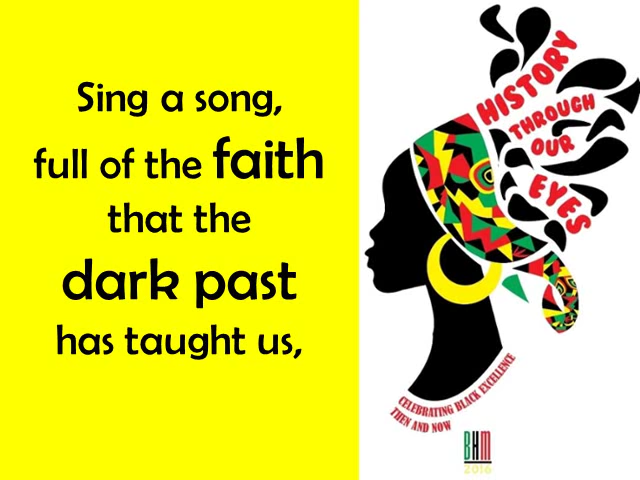 Sing a song,
full of the faith
that the
dark past
has taught us,
HISTORY
THROUGH
OUR
EYES
CELEBRATING BLACK EXCELLENCE
THEN AND NOW
BHM
2016